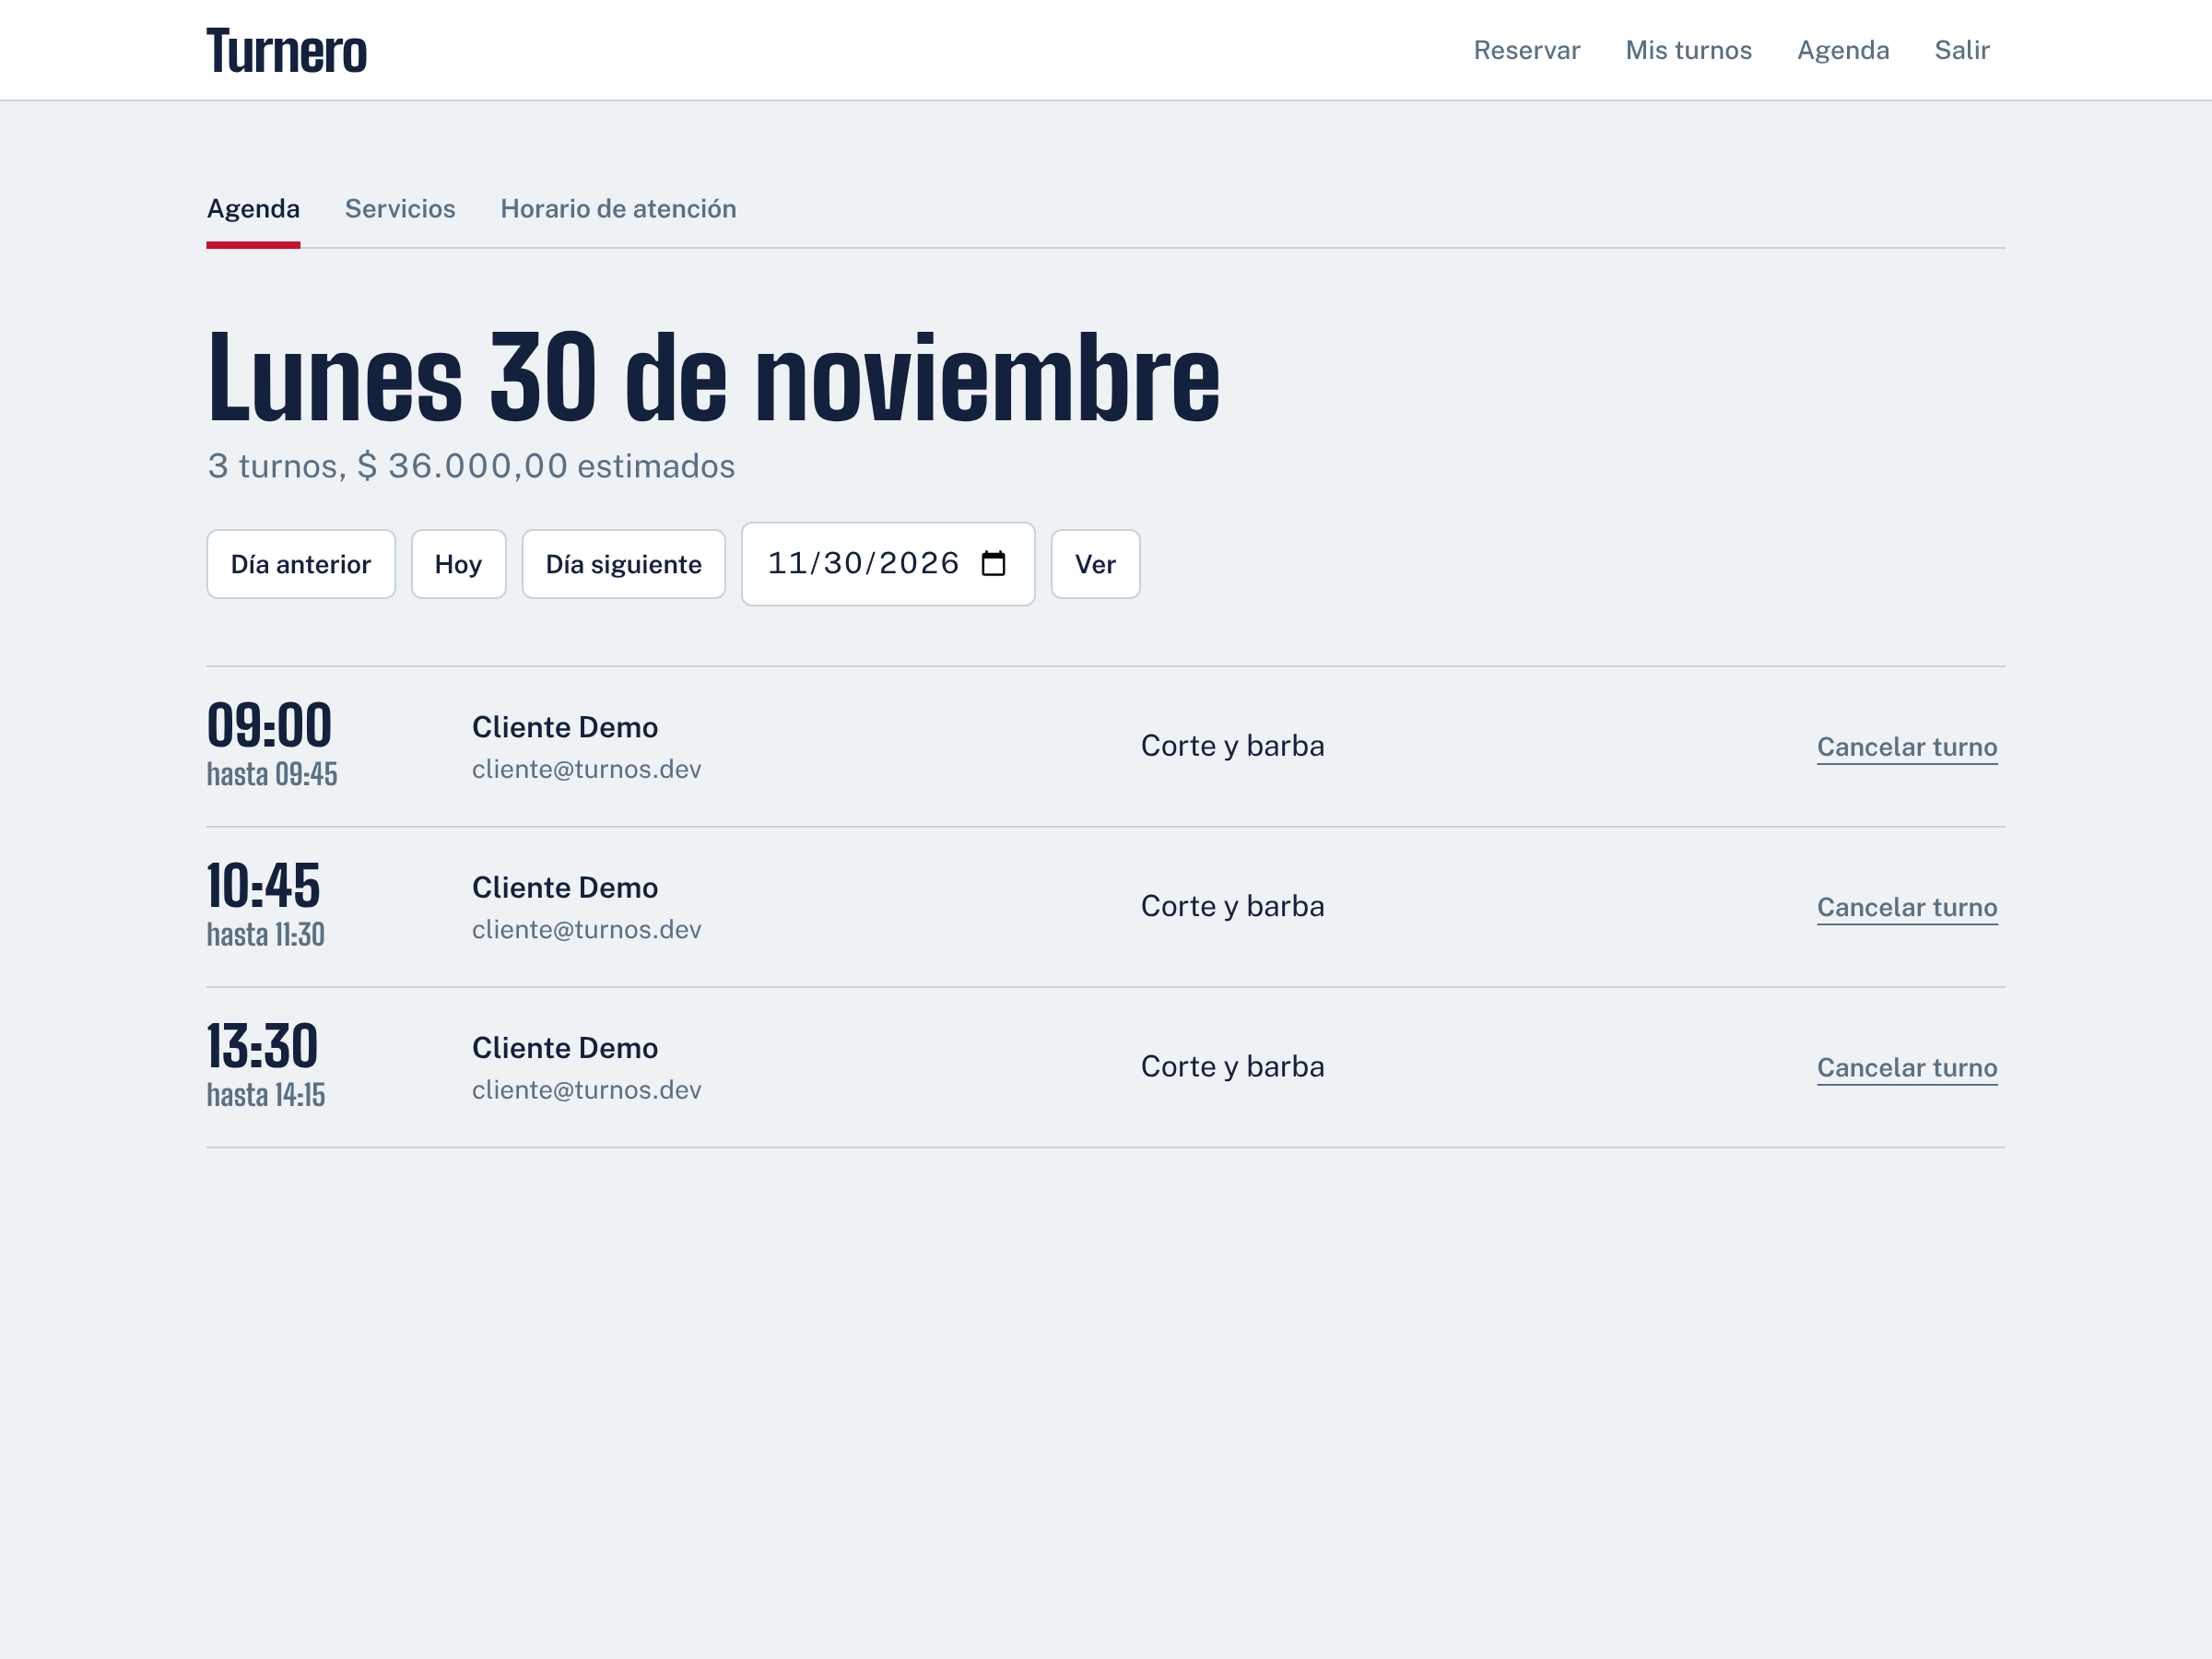 Turnero
Reservar Mis turnos Agenda Salir
Agenda Servicios Horario de atención
Lunes 30 de noviembre
3 turnos, $ 36.000,00 estimados
Día anterior Hoy Día siguiente 11/30/2026 Ver
09:00
hasta 09:45
Cliente Demo
cliente@turnos.dev
Corte y barba
Cancelar turno
10:45
hasta 11:30
Cliente Demo
cliente@turnos.dev
Corte y barba
Cancelar turno
13:30
hasta 14:15
Cliente Demo
cliente@turnos.dev
Corte y barba
Cancelar turno